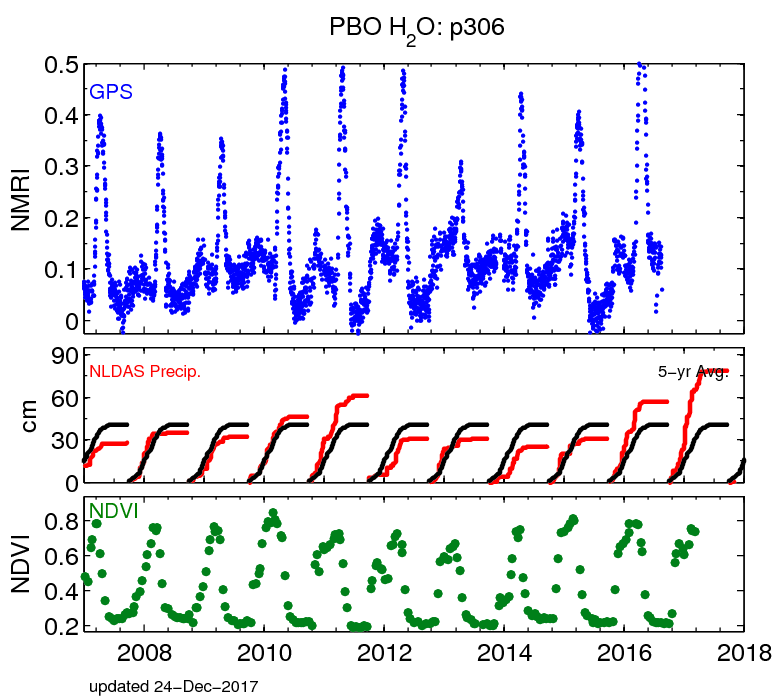 PBO H2O: p306
0.5
GPS
0.4
0.3
NMRI
0.2
0.1
0
90
NLDAS Precip. 5-yr Avg.
60
cm
30
0
NDVI
0.8
0.6
NDVI
0.4
0.2
2008 2010 2012 2014 2016 2018
updated 24-Dec-2017